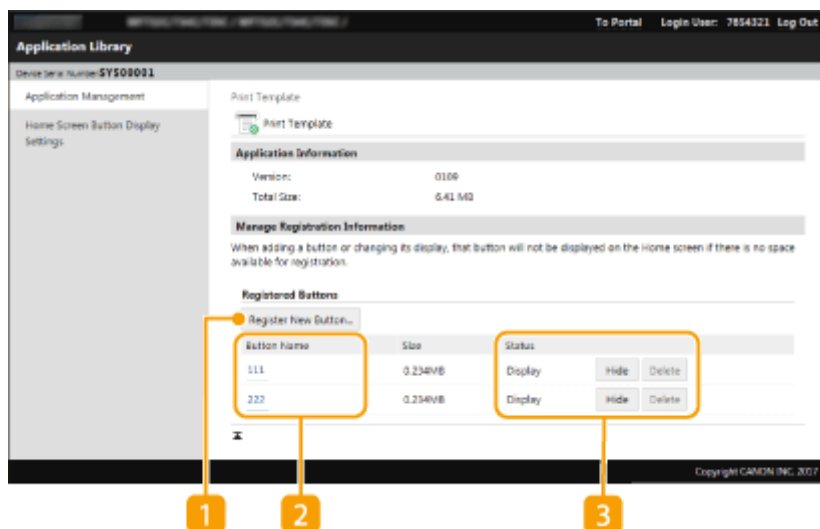 To Portal Login User: 7654321 Log Out
Application Library
Device Serial Number:SYS00001
Application Management
Home Screen Button Display
Settings
Print Template
Print Template
Application Information
Version: 0109
Total Size: 6.41 MB
Manage Registration Information
When adding a button or changing its display, that button will not be displayed on the Home screen if there is no space
available for registration.
Registered Buttons
Register New Button...
Button Name Size Status
111 0.234MB Display Hide Delete
222 0.234MB Display Hide Delete
Copyright CANON INC. 2017
1 2 3